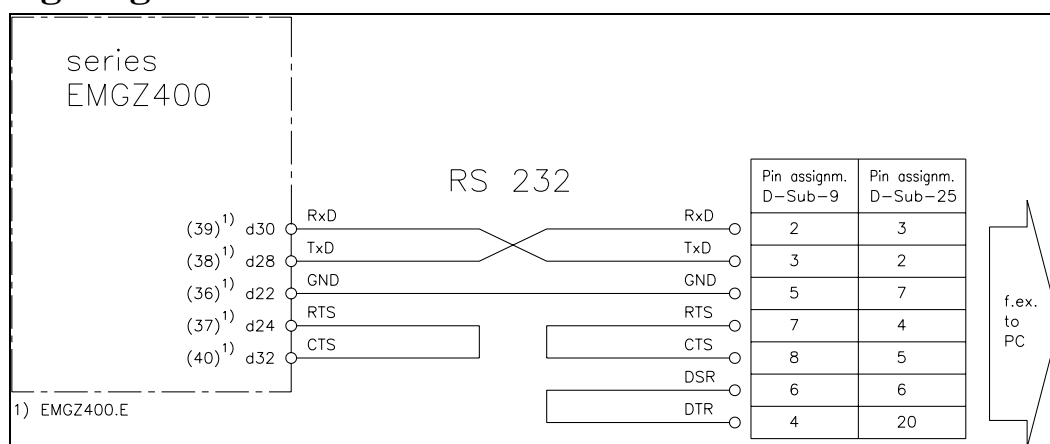 series
EMGZ400
RS 232
Pin assignm. D-Sub-9
Pin assignm. D-Sub-25
(39)1) d30 RxD RxD 2 3
(38)1) d28 TxD TxD 3 2
(36)1) d22 GND GND 5 7
(37)1) d24 RTS RTS 7 4
(40)1) d32 CTS CTS 8 5
DSR 6 6
DTR 4 20
f.ex.
to
PC
1) EMGZ400.E